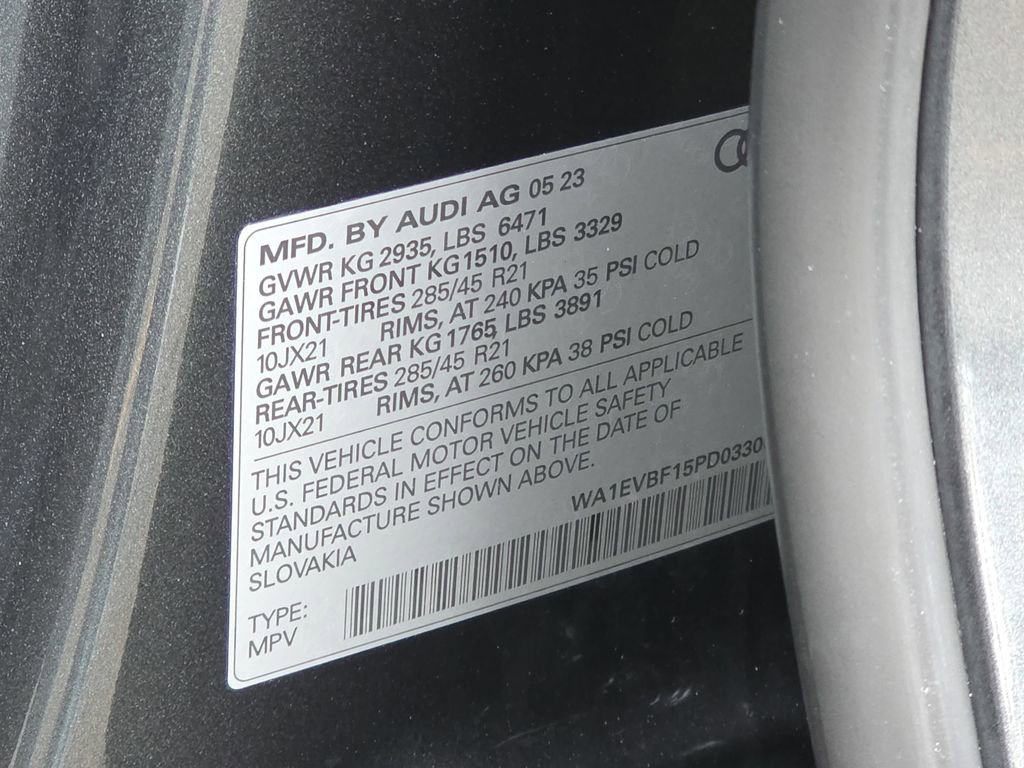 MFD. BY AUDI AG 05 23
GVWR KG 2935, LBS 6471
GAWR FRONT KG1510, LBS 3329
FRONT-TIRES 285/45 R21
10JX21 RIMS, AT 240 KPA 35 PSI COLD
GAWR REAR KG 1765, LBS 3891
REAR-TIRES 285/45 R21
10JX21 RIMS, AT 260 KPA 38 PSI COLD
THIS VEHICLE CONFORMS TO ALL APPLICABLE
U.S. FEDERAL MOTOR VEHICLE SAFETY
STANDARDS IN EFFECT ON THE DATE OF
MANUFACTURE SHOWN ABOVE.
SLOVAKIA
WA1EVBF15PD0330
TYPE:
MPV